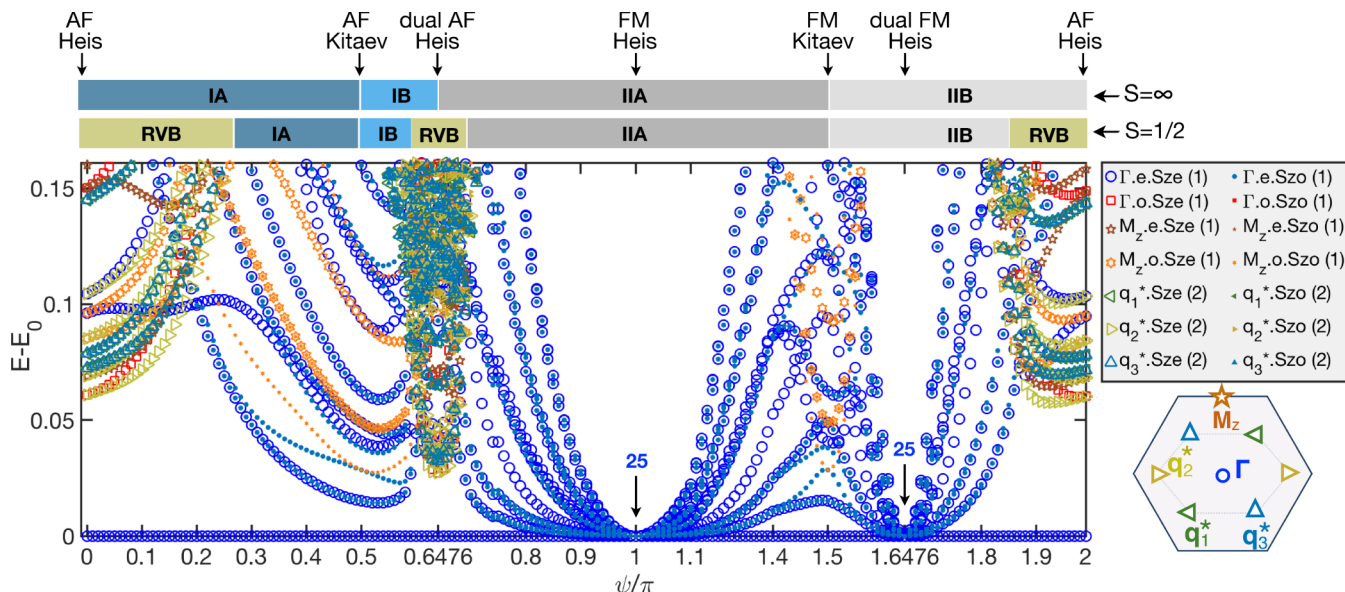 AF
Heis
AF
Kitaev
dual AF
Heis
FM
Heis
FM
Kitaev
dual FM
Heis
AF
Heis
IA
IB
IIA
IIB
S=∞
RVB
IA
IB
RVB
IIA
IIB
RVB
S=1/2
E-E0
0.15
0.1
0.05
0
25
25
0
0.1
0.2
0.3
0.4
0.5
0.6476
0.8
0.9
1
1.1
1.4
1.5
1.6476
1.8
1.9
2
ψ/π
Γ.e.Sze (1)
Γ.e.Szo (1)
Γ.o.Sze (1)
Γ.o.Szo (1)
Mz.e.Sze (1)
Mz.e.Szo (1)
Mz.o.Sze (1)
Mz.o.Szo (1)
q1*.Sze (2)
q1*.Szo (2)
q2*.Sze (2)
q2*.Szo (2)
q3*.Sze (2)
q3*.Szo (2)
Mz
q2*
Γ
q1*
q3*